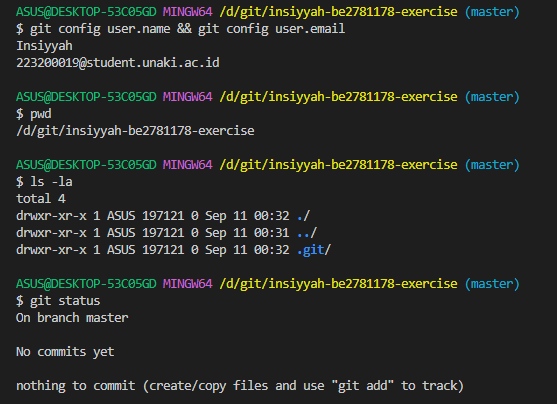 ASUS@DESKTOP-53C05GD MINGW64 /d/git/insiyyah-be2781178-exercise (master)
$ git config user.name && git config user.email
Insiyyah
223200019@student.unaki.ac.id
ASUS@DESKTOP-53C05GD MINGW64 /d/git/insiyyah-be2781178-exercise (master)
$ pwd
/d/git/insiyyah-be2781178-exercise
ASUS@DESKTOP-53C05GD MINGW64 /d/git/insiyyah-be2781178-exercise (master)
$ ls -la
total 4
drwxr-xr-x 1 ASUS 197121 0 Sep 11 00:32 ./
drwxr-xr-x 1 ASUS 197121 0 Sep 11 00:31 ../
drwxr-xr-x 1 ASUS 197121 0 Sep 11 00:32 .git/
ASUS@DESKTOP-53C05GD MINGW64 /d/git/insiyyah-be2781178-exercise (master)
$ git status
On branch master
No commits yet
nothing to commit (create/copy files and use "git add" to track)